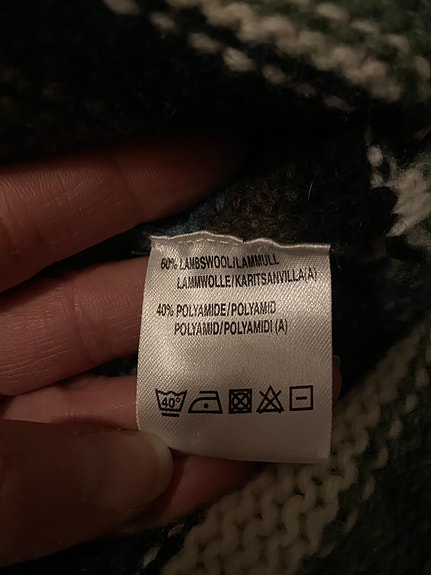 60% LAMBSWOOL/LAMMULL
LAMMWOLLE/KARITSANVILLA(A)
40% POLYAMIDE/POLYAMID
POLYAMID/POLYAMIDI (A)
40°